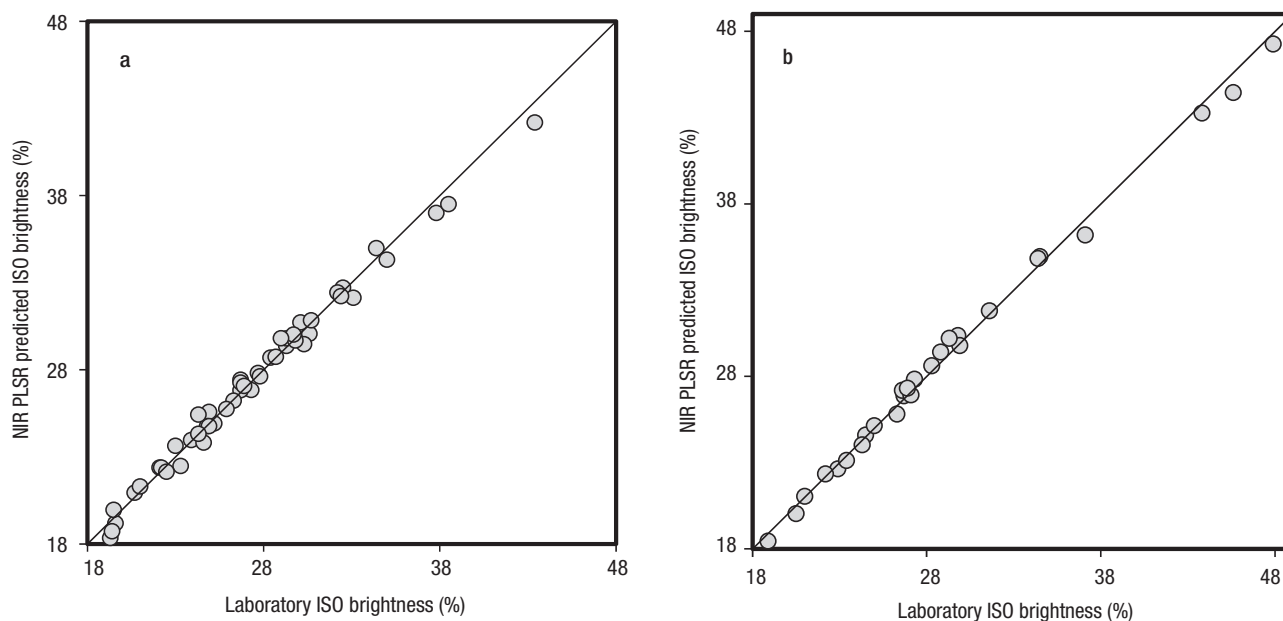 48
a
38
28
18
18 28 38 48
NIR PLSR predicted ISO brightness (%)
Laboratory ISO brightness (%)
48
b
38
28
18
18 28 38 48
NIR PLSR predicted ISO brightness (%)
Laboratory ISO brightness (%)